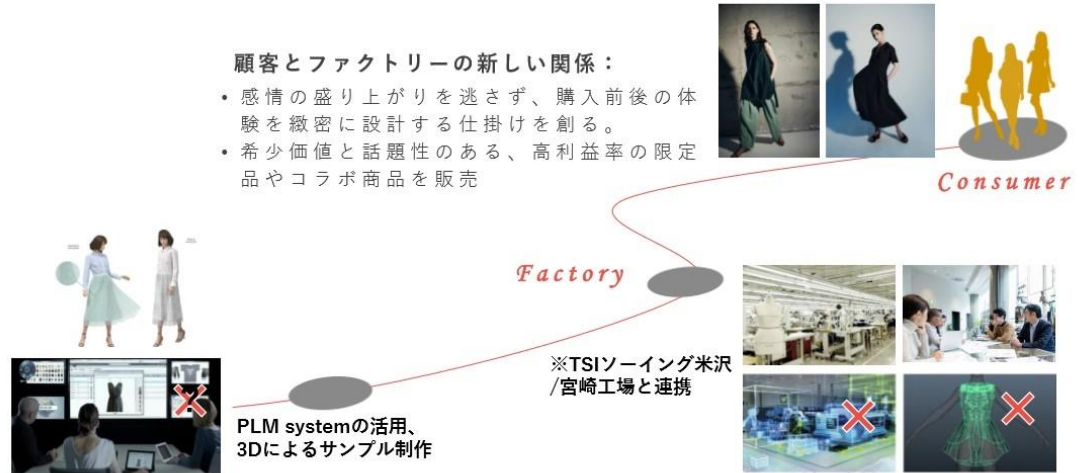 顧客とファクトリーの新しい関係：
• 感情の盛り上がりを逃さず、購入前後の体
験を緻密に設計する仕掛けを創る。
• 希少価値と話題性のある、高利益率の限定
品やコラボ商品を販売
Consumer
Factory
※TSIソーイング米沢
/宮崎工場と連携
PLM systemの活用、
3Dによるサンプル制作